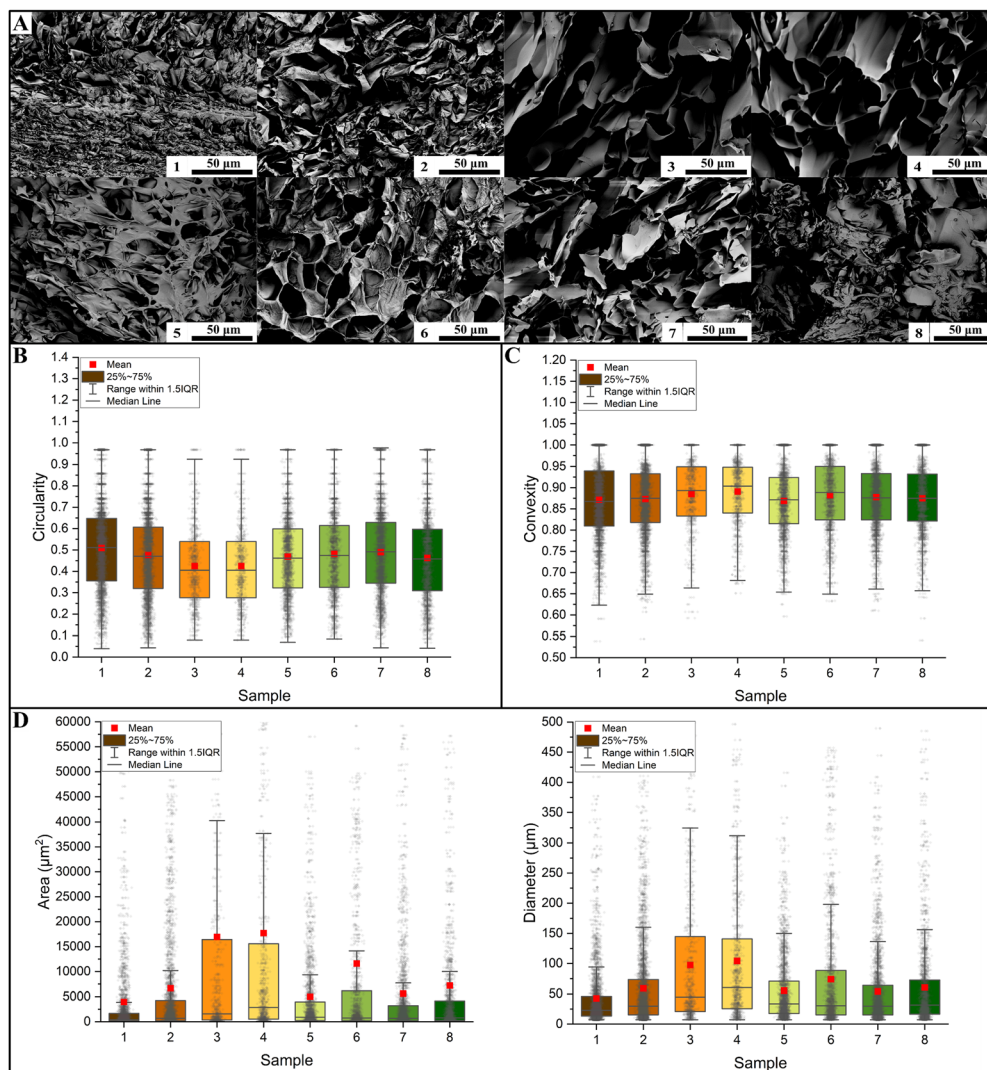 A
1 50 µm
2 50 µm
3 50 µm
4 50 µm
5 50 µm
6 50 µm
7 50 µm
8 50 µm
B
Mean
25%~75%
Range within 1.5IQR
Median Line
Circularity
1.4
1.3
1.2
1.1
1.0
0.9
0.8
0.7
0.6
0.5
0.4
0.3
0.2
0.1
0.0
1 2 3 4 5 6 7 8
Sample
C
Mean
25%~75%
Range within 1.5IQR
Median Line
Convexity
1.20
1.15
1.10
1.05
1.00
0.95
0.90
0.85
0.80
0.75
0.70
0.65
0.60
0.55
0.50
1 2 3 4 5 6 7 8
Sample
D
Mean
25%~75%
Range within 1.5IQR
Median Line
Area (µm²)
60000
55000
50000
45000
40000
35000
30000
25000
20000
15000
10000
5000
0
1 2 3 4 5 6 7 8
Sample
Mean
25%~75%
Range within 1.5IQR
Median Line
Diameter (µm)
500
450
400
350
300
250
200
150
100
50
0
1 2 3 4 5 6 7 8
Sample